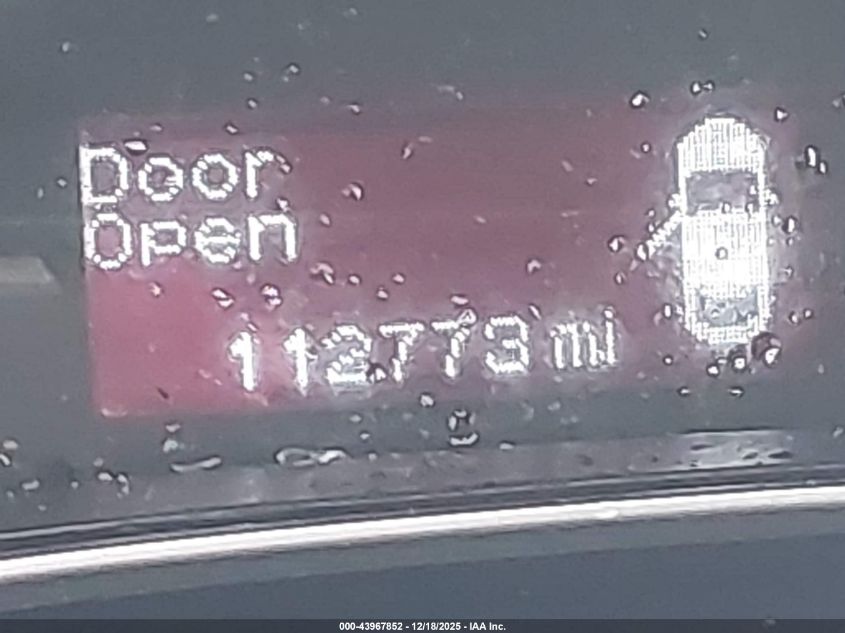 Door
Open
112773 mi
000-43967852 - 12/18/2025 - IAA Inc.